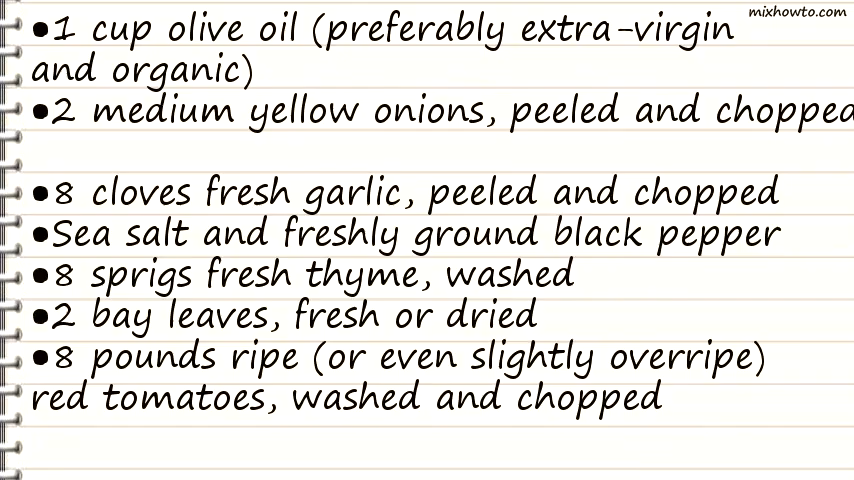 mixhowto.com
•1 cup olive oil (preferably extra-virgin
and organic)
•2 medium yellow onions, peeled and chopped
•8 cloves fresh garlic, peeled and chopped
•Sea salt and freshly ground black pepper
•8 sprigs fresh thyme, washed
•2 bay leaves, fresh or dried
•8 pounds ripe (or even slightly overripe)
red tomatoes, washed and chopped